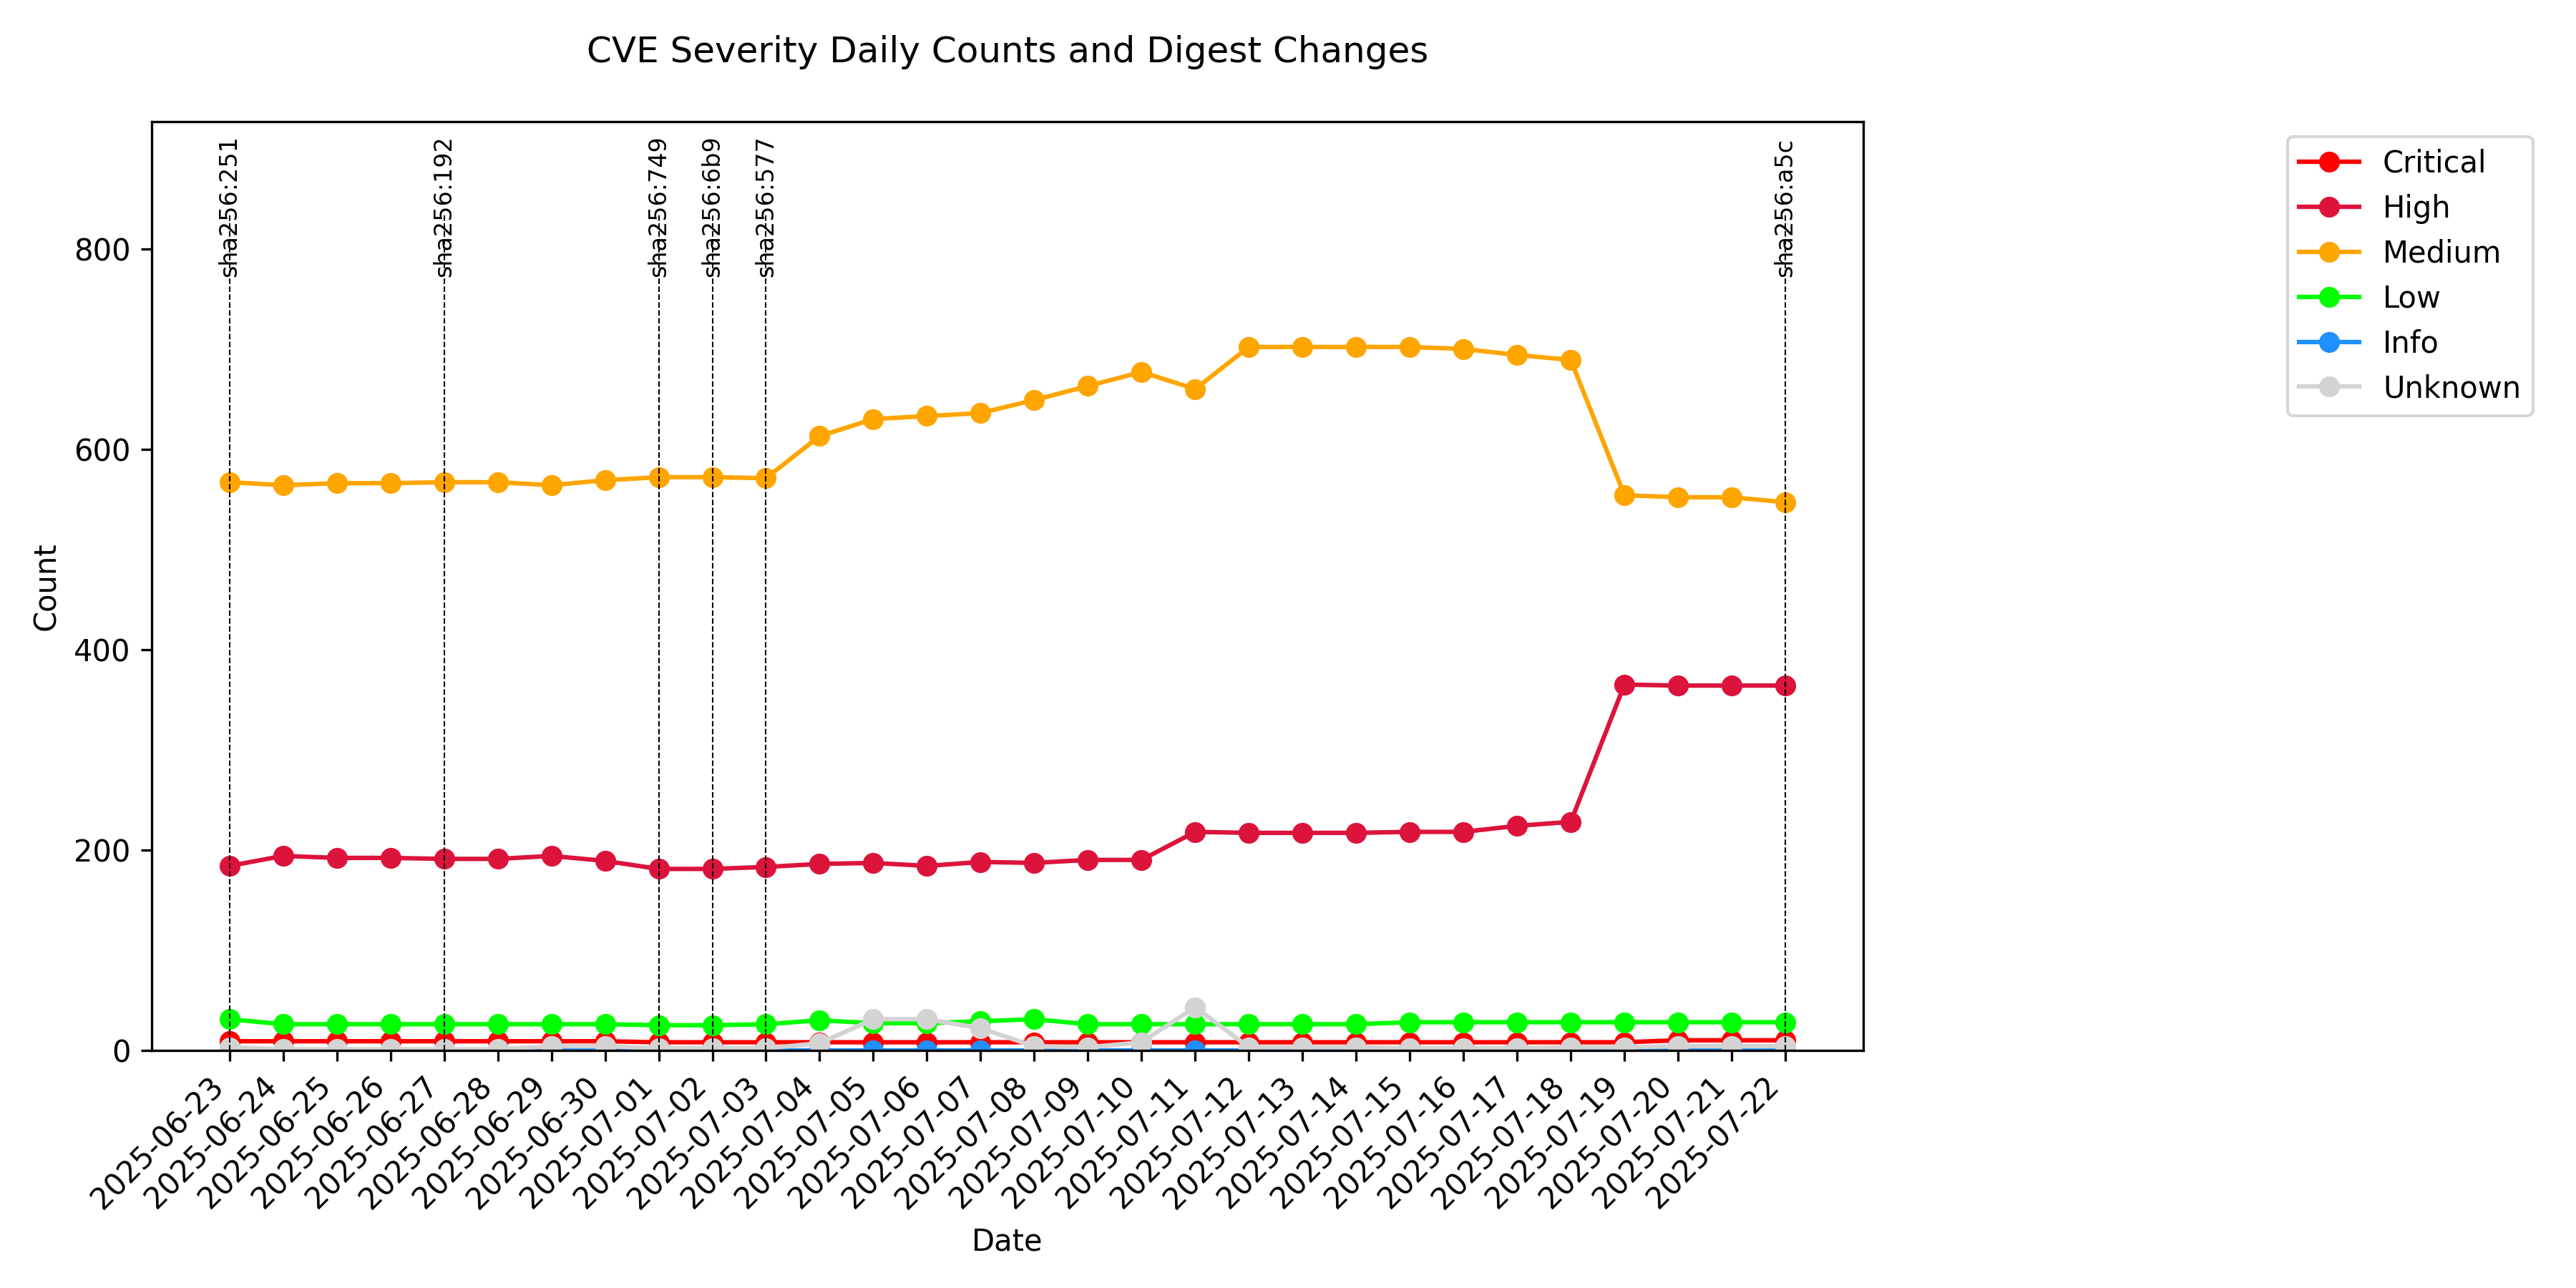 CVE Severity Daily Counts and Digest Changes
sha256:251
sha256:192
sha256:749
sha256:6b9
sha256:577
sha256:a5c
Critical
High
Medium
Low
Info
Unknown
800
600
400
200
0
Count
2025-06-23
2025-06-24
2025-06-25
2025-06-26
2025-06-27
2025-06-28
2025-06-29
2025-06-30
2025-07-01
2025-07-02
2025-07-03
2025-07-04
2025-07-05
2025-07-06
2025-07-07
2025-07-08
2025-07-09
2025-07-10
2025-07-11
2025-07-12
2025-07-13
2025-07-14
2025-07-15
2025-07-16
2025-07-17
2025-07-18
2025-07-19
2025-07-20
2025-07-21
2025-07-22
Date